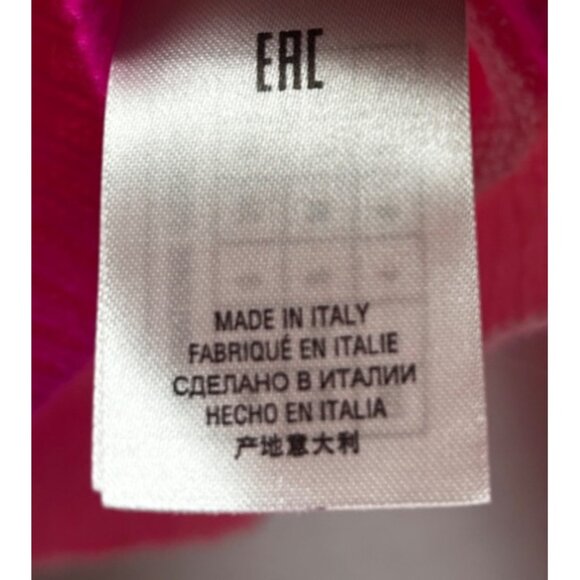 EAC
MADE IN ITALY
FABRIQUÉ EN ITALIE
СДЕЛАНО В ИТАЛИИ
HECHO EN ITALIA
产地意大利